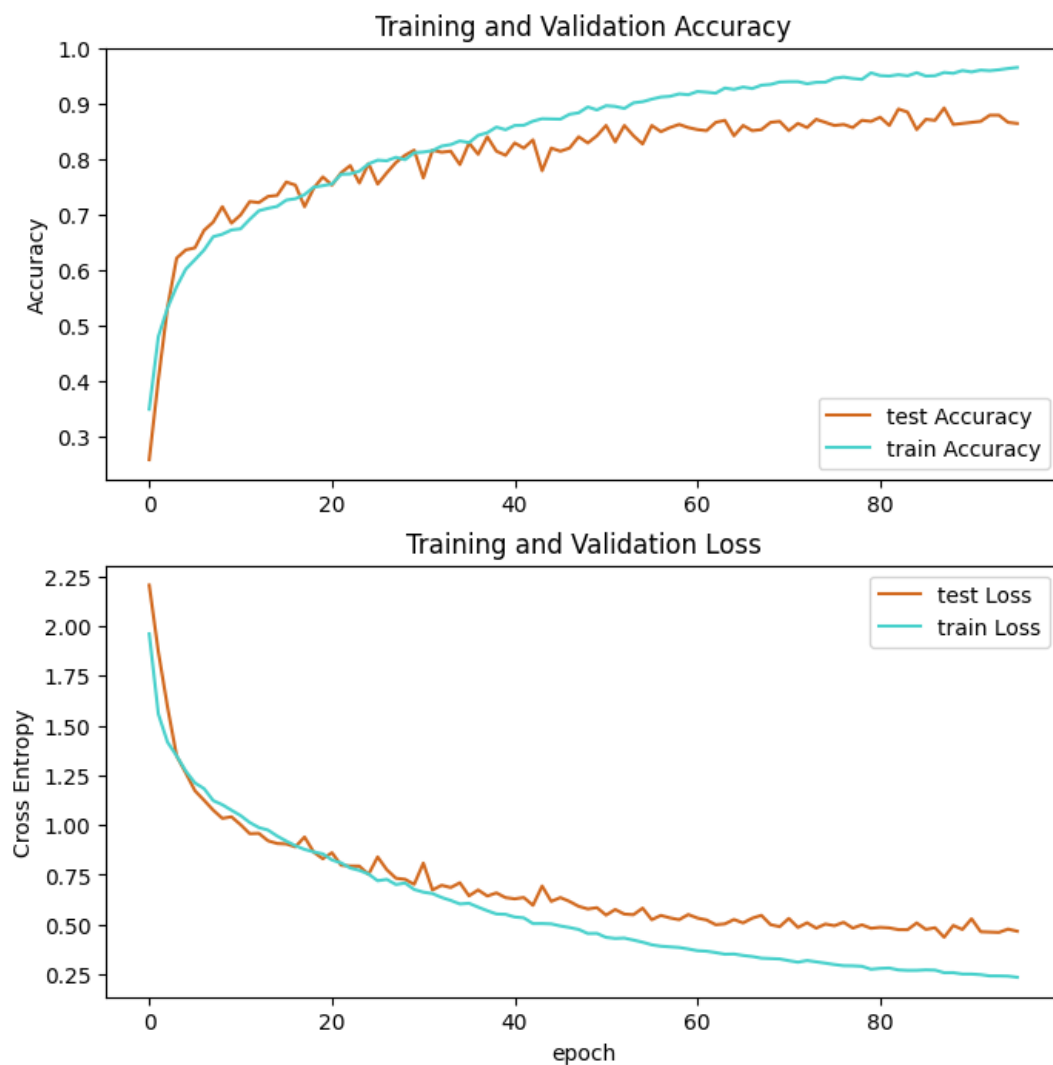 Training and Validation Accuracy
1.0
0.9
0.8
0.7
0.6
0.5
0.4
0.3
Accuracy
test Accuracy
train Accuracy
0 20 40 60 80
Training and Validation Loss
2.25
2.00
1.75
1.50
1.25
1.00
0.75
0.50
0.25
Cross Entropy
test Loss
train Loss
0 20 40 60 80
epoch